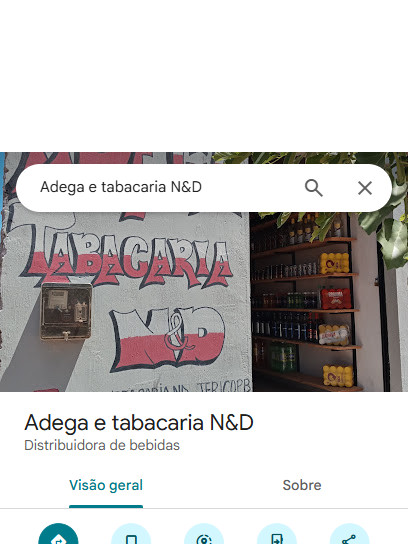 Adega e tabacaria N&D
TABACARIA
N&D
Adega e tabacaria N&D
Distribuidora de bebidas
Visão geral
Sobre